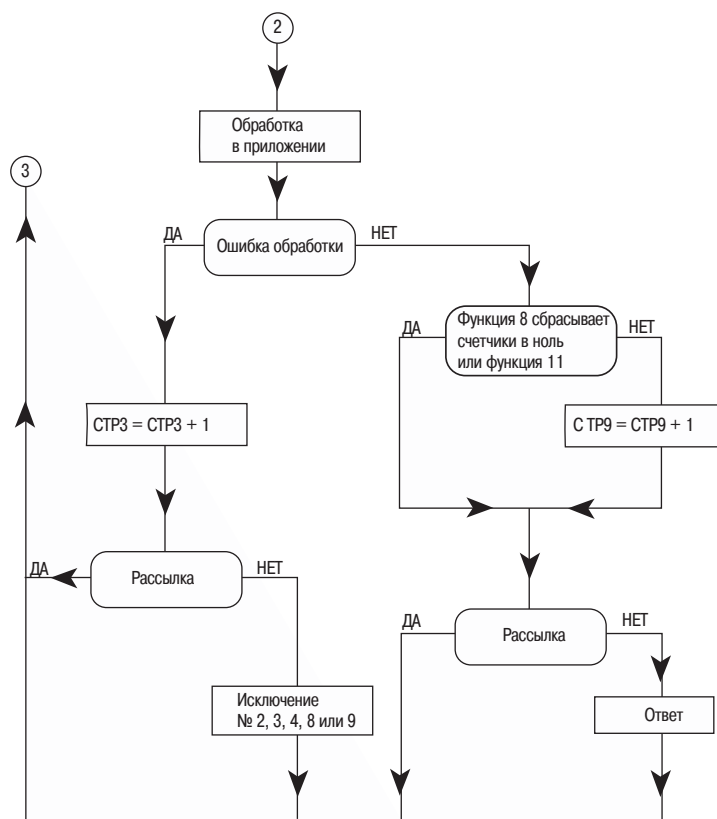 2
Обработка
в приложении
3
ДА
Ошибка обработки
НЕТ
ДА
Функция 8 сбрасывает
счетчики в ноль
или функция 11
НЕТ
СТР3 = СТР3 + 1
С ТР9 = СТР9 + 1
ДА
Рассылка
НЕТ
ДА
Рассылка
НЕТ
Исключение
№ 2, 3, 4, 8 или 9
Ответ